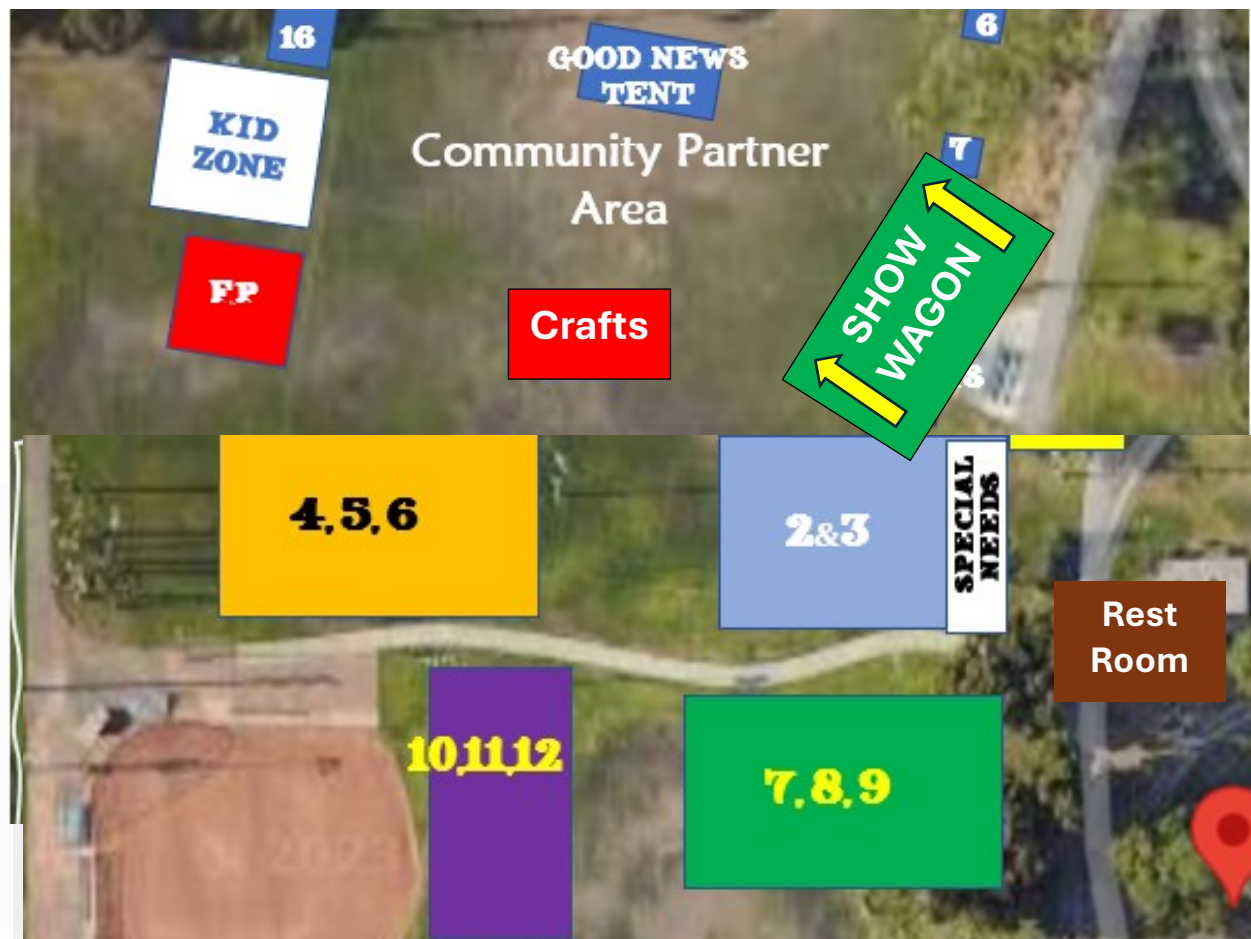 16
GOOD NEWS
TENT
6
KID
ZONE
Community Partner
Area
7
F.P
Crafts
SHOW
WAGON
4, 5, 6
2&3
SPECIAL
NEEDS
Rest
Room
10,11,12
7, 8, 9